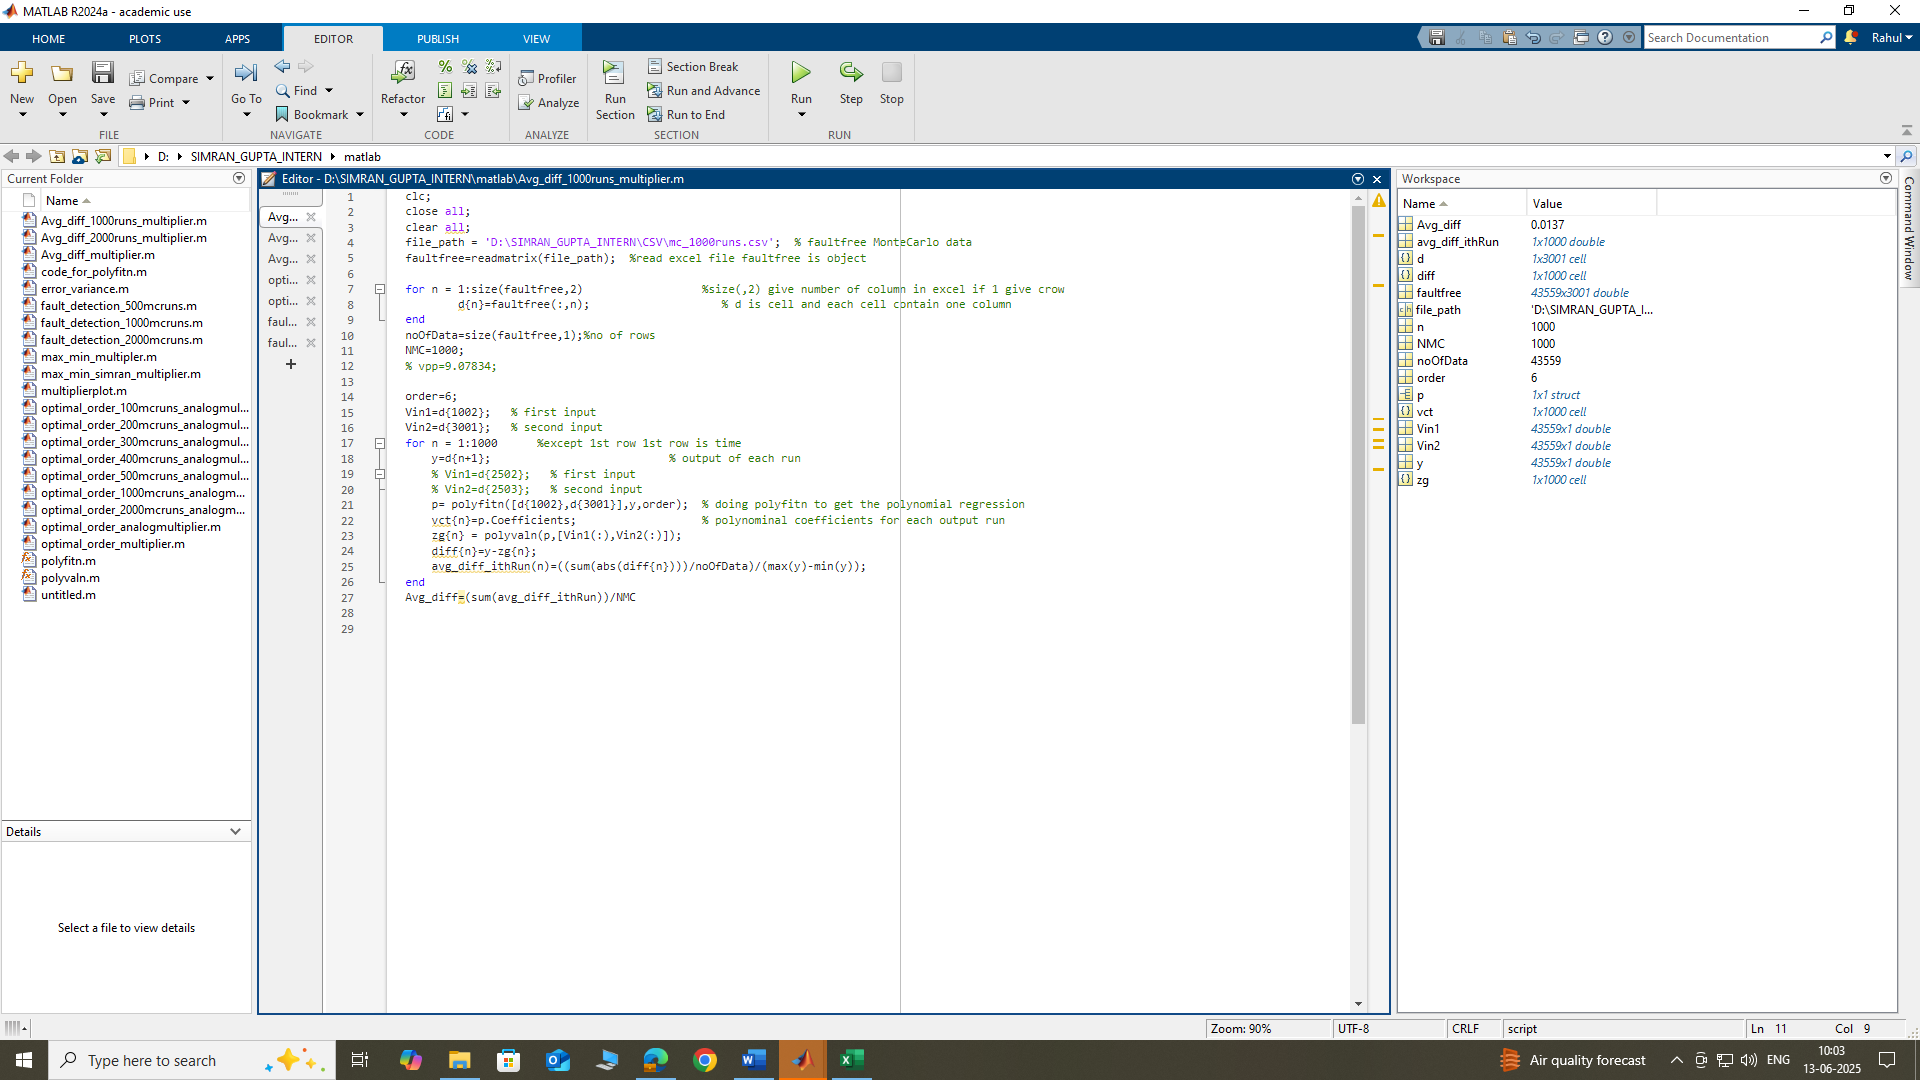 MATLAB R2024a - academic use
HOME PLOTS APPS EDITOR PUBLISH VIEW
Search Documentation
Rahul
New Open Save Compare Print
FILE
Go To Find Bookmark
NAVIGATE
Refactor
CODE
Profiler Analyze
ANALYZE
Run Section Section Break Run and Advance Run to End
SECTION
Run Step Stop
RUN
D: SIMRAN_GUPTA_INTERN matlab
Current Folder
Name
Avg_diff_1000runs_multiplier.m
Avg_diff_2000runs_multiplier.m
Avg_diff_multiplier.m
code_for_polyfitn.m
error_variance.m
fault_detection_500mcruns.m
fault_detection_1000mcruns.m
fault_detection_2000mcruns.m
max_min_multipler.m
max_min_simran_multiplier.m
multiplierplot.m
optimal_order_100mcruns_analogmul...
optimal_order_200mcruns_analogmul...
optimal_order_300mcruns_analogmul...
optimal_order_400mcruns_analogmul...
optimal_order_500mcruns_analogmul...
optimal_order_1000mcruns_analogm...
optimal_order_2000mcruns_analogm...
optimal_order_analogmultiplier.m
optimal_order_multiplier.m
polyfitn.m
polyvaln.m
untitled.m
Details
Select a file to view details
Editor - D:\SIMRAN_GUPTA_INTERN\matlab\Avg_diff_1000runs_multiplier.m
Avg...
Avg...
Avg...
opti...
opti...
faul...
faul...
1 clc;
2 close all;
3 clear all;
4 file_path = 'D:\SIMRAN_GUPTA_INTERN\CSV\mc_1000runs.csv'; % faultfree MonteCarlo data
5 faultfree=readmatrix(file_path); %read excel file faultfree is object
6
7 for n = 1:size(faultfree,2) %size(,2) give number of column in excel if 1 give crow
8 d{n}=faultfree(:,n); % d is cell and each cell contain one column
9 end
10 noOfData=size(faultfree,1);%no of rows
11 NMC=1000;
12 % vpp=9.07834;
13
14 order=6;
15 Vin1=d{1002}; % first input
16 Vin2=d{3001}; % second input
17 for n = 1:1000 %except 1st row 1st row is time
18 y=d{n+1}; % output of each run
19 % Vin1=d{2502}; % first input
20 % Vin2=d{2503}; % second input
21 p= polyfitn([d{1002},d{3001}],y,order); % doing polyfitn to get the polynomial regression
22 vct{n}=p.Coefficients; % polynominal coefficients for each output run
23 zg{n} = polyvaln(p,[Vin1(:),Vin2(:)]);
24 diff{n}=y-zg{n};
25 avg_diff_ithRun(n)=((sum(abs(diff{n})))/noOfData)/(max(y)-min(y));
26 end
27 Avg_diff=(sum(avg_diff_ithRun))/NMC
28
29
Workspace
Name Value
Avg_diff 0.0137
avg_diff_ithRun 1x1000 double
d 1x3001 cell
diff 1x1000 cell
faultfree 43559x3001 double
file_path 'D:\SIMRAN_GUPTA_I...
n 1000
NMC 1000
noOfData 43559
order 6
p 1x1 struct
vct 1x1000 cell
Vin1 43559x1 double
Vin2 43559x1 double
y 43559x1 double
zg 1x1000 cell
Command Window
Zoom: 90% UTF-8 CRLF script Ln 11 Col 9
Type here to search
Air quality forecast
ENG
10:03
13-06-2025